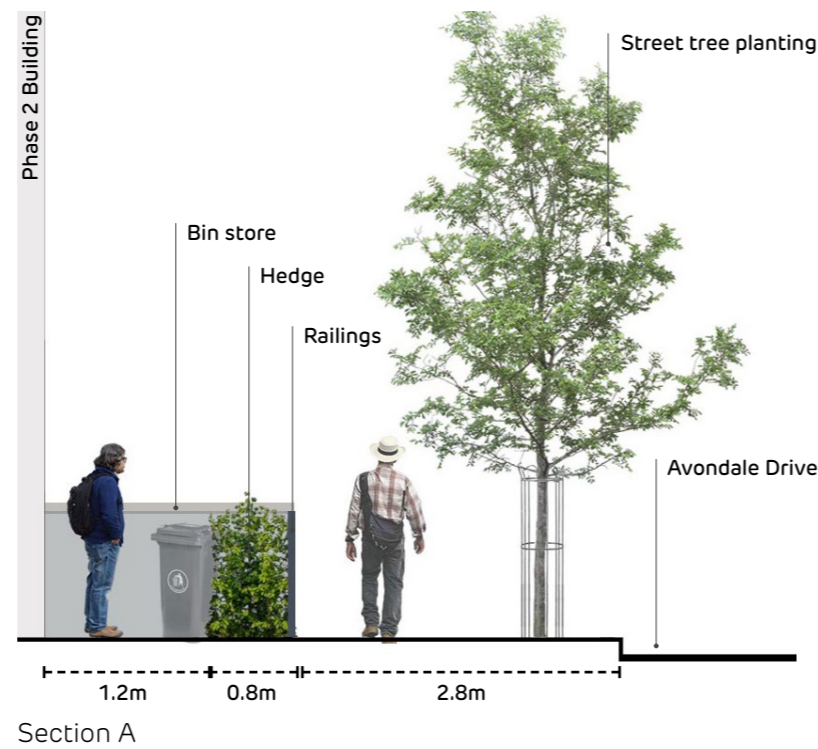 Phase 2 Building
Street tree planting
Bin store
Hedge
Railings
Avondale Drive
1.2m
0.8m
2.8m
Section A